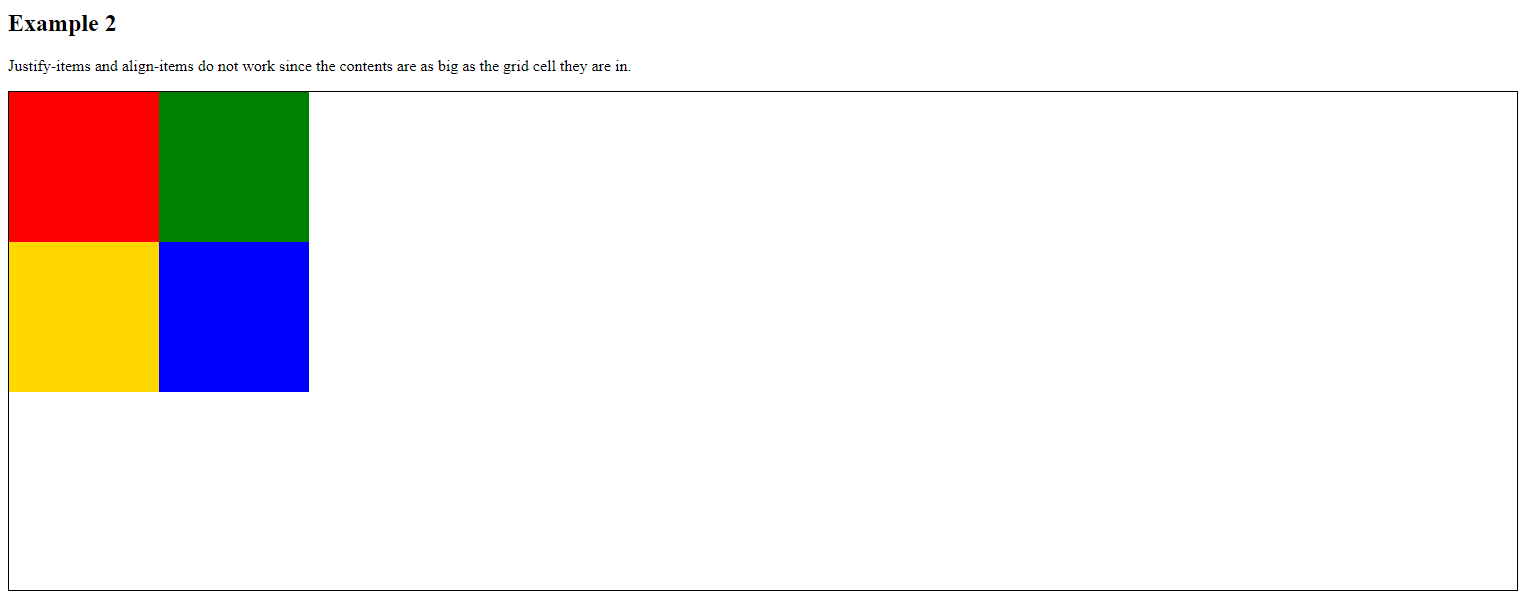 Example 2
Justify-items and align-items do not work since the contents are as big as the grid cell they are in.